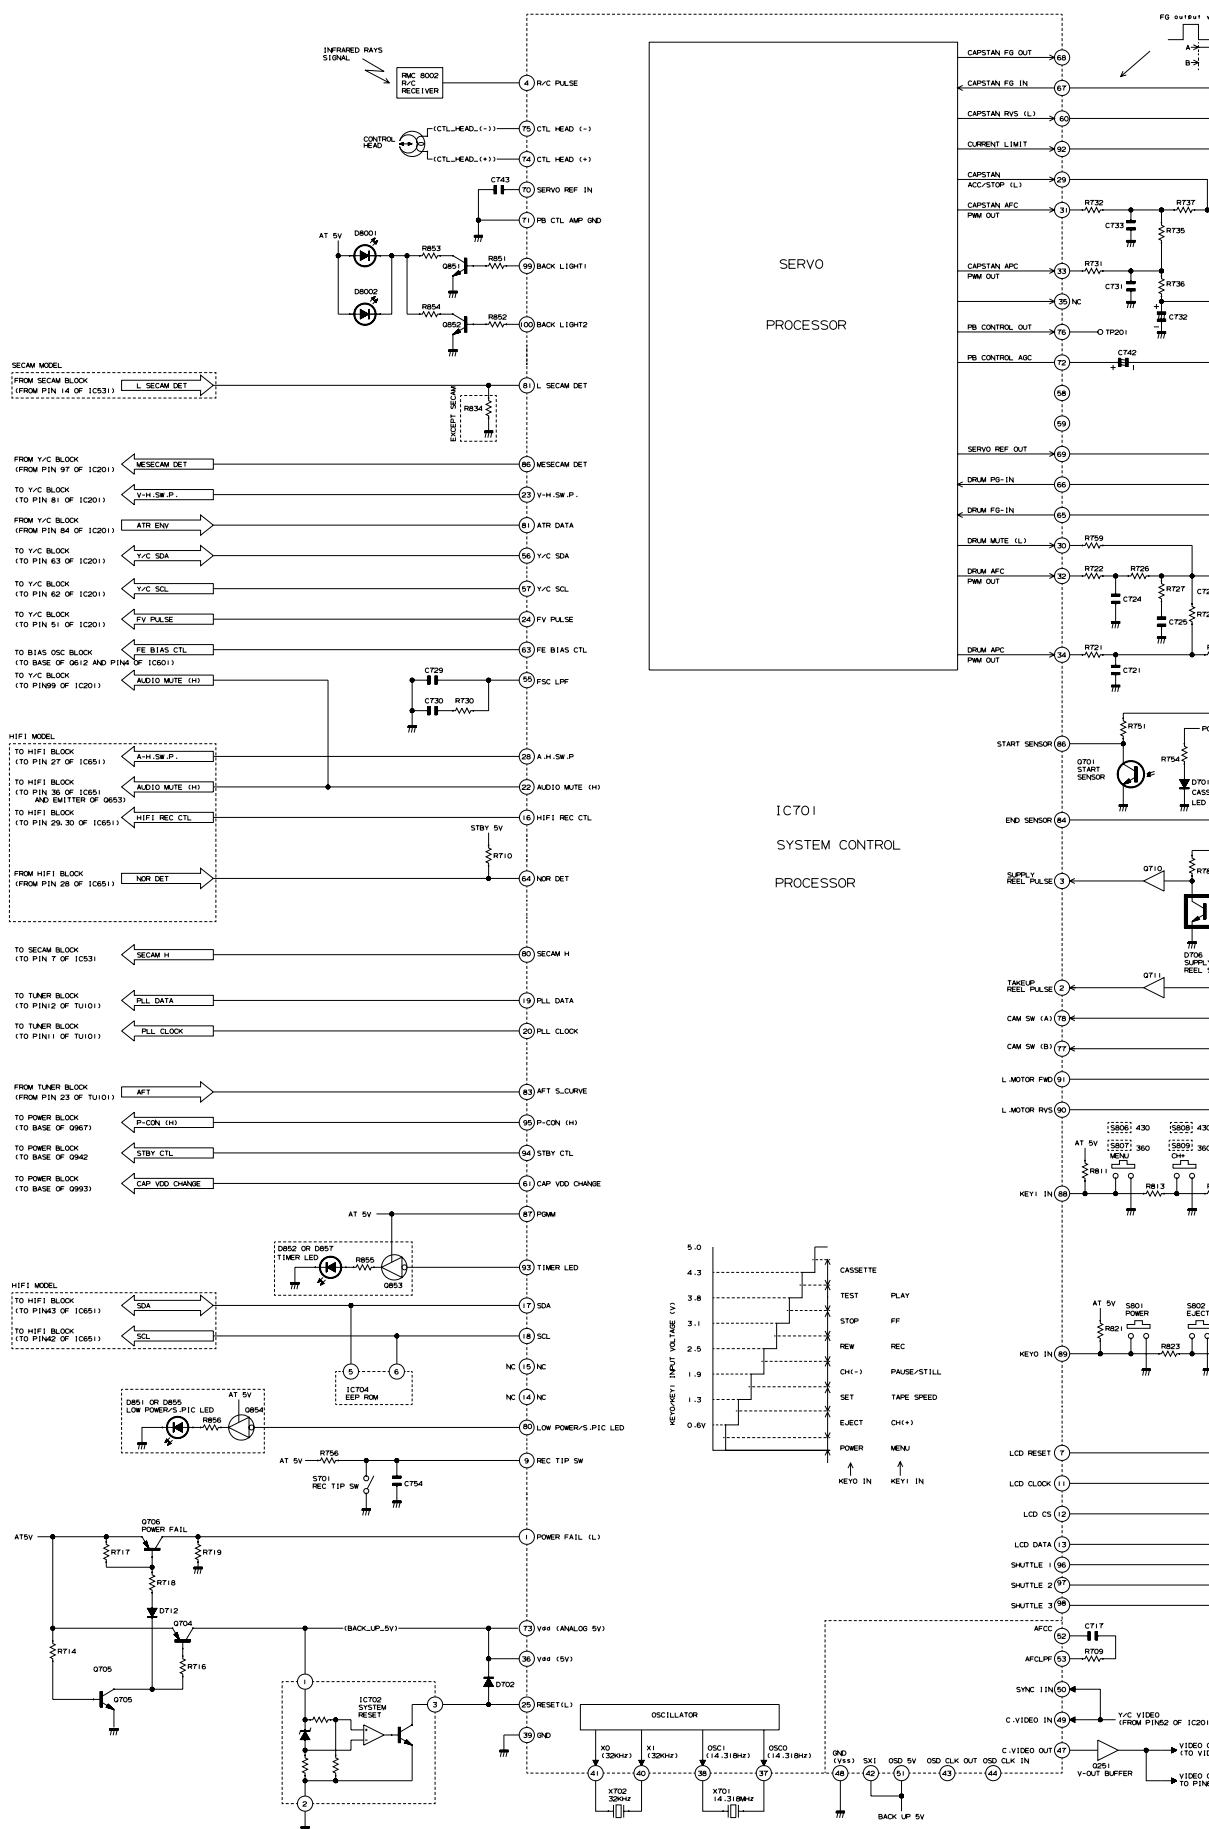 FG output
A
B
INFRARED RAYS
SIGNAL
RMC 8002
R/C
RECEIVER
4 R/C PULSE
CONTROL
HEAD
(CTL_HEAD_(-))
75 CTL HEAD (-)
(CTL_HEAD_(+))
74 CTL HEAD (+)
C743
70 SERVO REF IN
71 PB CTL AMP GND
AT 5V
D8001
R853
Q851
R851
99 BACK LIGHT1
D8002
R854
Q852
R852
100 BACK LIGHT2
SERVO
PROCESSOR
CAPSTAN FG OUT 68
CAPSTAN FG IN 67
CAPSTAN RVS (L) 60
CURRENT LIMIT 92
CAPSTAN
ACC/STOP (L) 29
CAPSTAN AFC
PWM OUT 31
R732
R737
C733
R735
CAPSTAN APC
PWM OUT 33
R731
C731
R736
35 NC
+
C732
-
PB CONTROL OUT 76
TP201
PB CONTROL AGC 72
C742
+
58
59
SERVO REF OUT 69
DRUM PG-IN 66
DRUM FG-IN 65
DRUM MUTE (L) 30
R759
DRUM AFC
PWM OUT 32
R722
R726
C724
R727
C725
DRUM APC
PWM OUT 34
R721
C721
SECAM MODEL
FROM SECAM BLOCK
(FROM PIN 14 OF IC531)
L SECAM DET
81 L SECAM DET
EXCEPT SECAM
R834
FROM Y/C BLOCK
(FROM PIN 97 OF IC201)
MESECAM DET
86 MESECAM DET
TO Y/C BLOCK
(TO PIN 81 OF IC201)
V-H.SW.P.
23 V-H.SW.P.
FROM Y/C BLOCK
(FROM PIN 84 OF IC201)
ATR ENV
81 ATR DATA
TO Y/C BLOCK
(TO PIN 63 OF IC201)
Y/C SDA
56 Y/C SDA
TO Y/C BLOCK
(TO PIN 62 OF IC201)
Y/C SCL
57 Y/C SCL
TO Y/C BLOCK
(TO PIN 51 OF IC201)
FV PULSE
24 FV PULSE
TO BIAS OSC BLOCK
(TO BASE OF Q612 AND PIN4 OF IC601)
FE BIAS CTL
63 FE BIAS CTL
TO Y/C BLOCK
(TO PIN99 OF IC201)
AUDIO MUTE (H)
C729
55 FSC LPF
C730
R730
HIFI MODEL
TO HIFI BLOCK
(TO PIN 27 OF IC651)
A-H.SW.P.
28 A.H.SW.P
TO HIFI BLOCK
(TO PIN 36 OF IC651
AND EMITTER OF Q653)
AUDIO MUTE (H)
22 AUDIO MUTE (H)
TO HIFI BLOCK
(TO PIN 29,30 OF IC651)
HIFI REC CTL
16 HIFI REC CTL
STBY 5V
R710
FROM HIFI BLOCK
(FROM PIN 28 OF IC651)
NOR DET
64 NOR DET
IC701
SYSTEM CONTROL
PROCESSOR
START SENSOR 86
R751
Q701
START
SENSOR
R754
D701
CASS
LED
END SENSOR 84
SUPPLY
REEL PULSE 3
Q710
D706
SUPPLY
REEL
TAKEUP
REEL PULSE 2
Q711
CAM SW (A) 78
CAM SW (B) 77
L.MOTOR FWD 91
L.MOTOR RVS 90
TO SECAM BLOCK
(TO PIN 7 OF IC531
SECAM H
80 SECAM H
TO TUNER BLOCK
(TO PIN12 OF TU101)
PLL DATA
19 PLL DATA
TO TUNER BLOCK
(TO PIN11 OF TU101)
PLL CLOCK
20 PLL CLOCK
FROM TUNER BLOCK
(FROM PIN 23 OF TU101)
AFT
83 AFT S_CURVE
TO POWER BLOCK
(TO BASE OF Q967)
P-CON (H)
95 P-CON (H)
TO POWER BLOCK
(TO BASE OF Q942
STBY CTL
94 STBY CTL
TO POWER BLOCK
(TO BASE OF Q993)
CAP VDD CHANGE
61 CAP VDD CHANGE
AT 5V
87 PGMM
D852 OR D857
TIMER LED
R855
Q853
93 TIMER LED
S806 430
S807 360
MENU
S808 430
S809 360
CH+
AT 5V
R811
R813
KEY1 IN 88
HIFI MODEL
TO HIFI BLOCK
(TO PIN43 OF IC651)
SDA
17 SDA
TO HIFI BLOCK
(TO PIN42 OF IC651)
SCL
18 SCL
5
6
IC704
EEP ROM
NC 15 NC
NC 14 NC
D851 OR D855
LOW POWER/S.PIC LED
AT 5V
R856
Q854
80 LOW POWER/S.PIC LED
AT 5V
R756
S701
REC TIP SW
C754
9 REC TIP SW
KEY0/KEY1 INPUT VOLTAGE (V)
5.0
4.3
3.8
3.1
2.5
1.9
1.3
0.6V
CASSETTE
TEST PLAY
STOP FF
REW REC
CH(-) PAUSE/STILL
SET TAPE SPEED
EJECT CH(+)
POWER MENU
KEY0 IN KEY1 IN
AT 5V
R821
S801
POWER
S802
EJECT
R823
KEY0 IN 89
LCD RESET 7
LCD CLOCK 11
LCD CS 12
LCD DATA 13
SHUTTLE 1 96
SHUTTLE 2 97
SHUTTLE 3 98
AT5V
Q706
POWER FAIL
R717
R719
R718
D712
1 POWER FAIL (L)
Q704
R714
R716
Q705
Q705
(BACK_UP_5V)
73 Vdd (ANALOG 5V)
36 Vdd (5V)
D702
25 RESET(L)
39 GND
1
IC702
SYSTEM
RESET
3
2
OSCILLATOR
X0
(32KHz)
X1
(32KHz)
OSC1
(14.318Hz)
OSC0
(14.318Hz)
41
40
38
37
X702
32KHz
X701
14.318MHz
GND
(Vss)
48
SXI
42
OSD 5V
51
OSD CLK OUT
43
OSD CLK IN
44
BACK UP 5V
AFCC 52
C717
AFCLPF 53
R709
SYNC IIN 50
C.VIDEO IN 49
Y/C VIDEO
(FROM PIN52 OF IC201
C.VIDEO OUT 47
Q251
V-OUT BUFFER